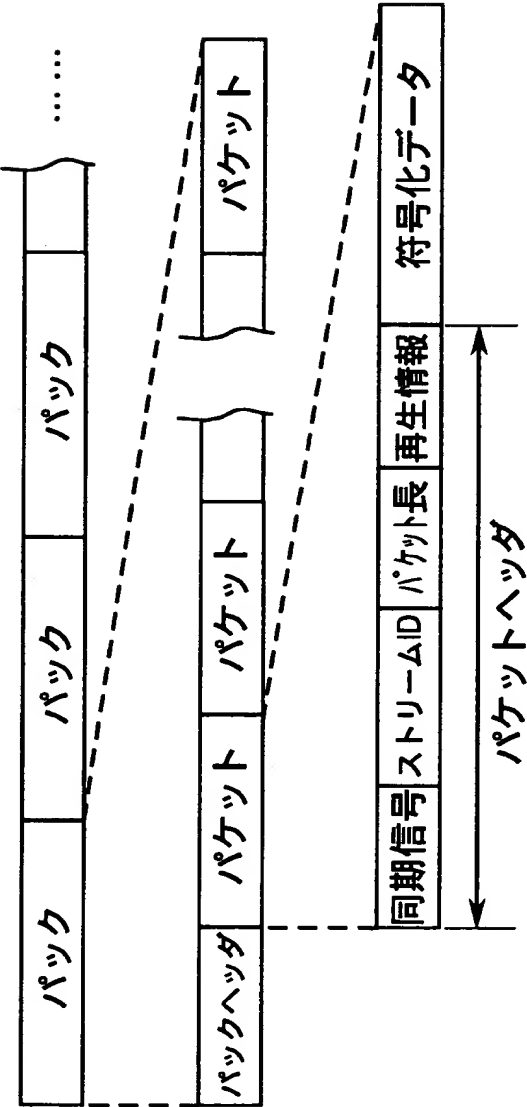 パック
パック
パック
……
パックヘッダ
パケット
パケット
パケット
同期信号
ストリームID
パケット長
再生情報
符号化データ
パケットヘッダ